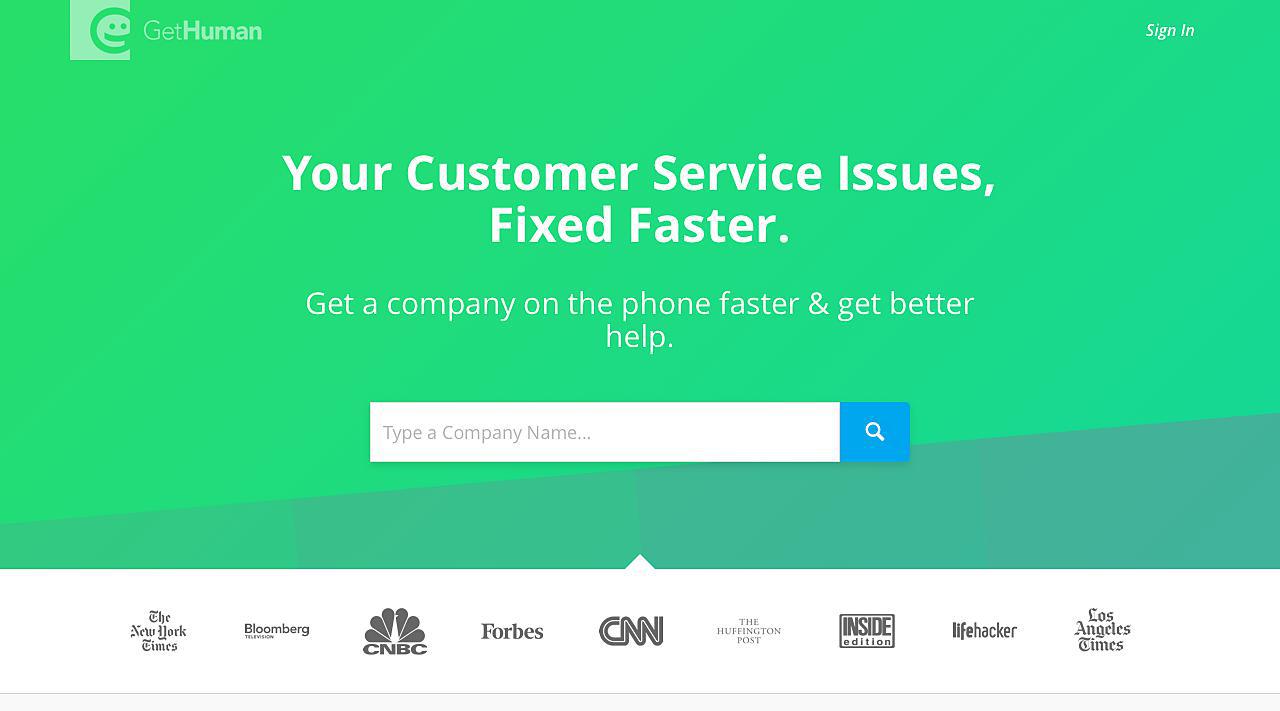 GetHuman
Sign In
Your Customer Service Issues,
Fixed Faster.
Get a company on the phone faster & get better
help.
Type a Company Name...
The
New York
Times
Bloomberg
TELEVISION
CNBC
Forbes
CNN
THE
HUFFINGTON
POST
INSIDE
edition
lifehacker
Los
Angeles
Times